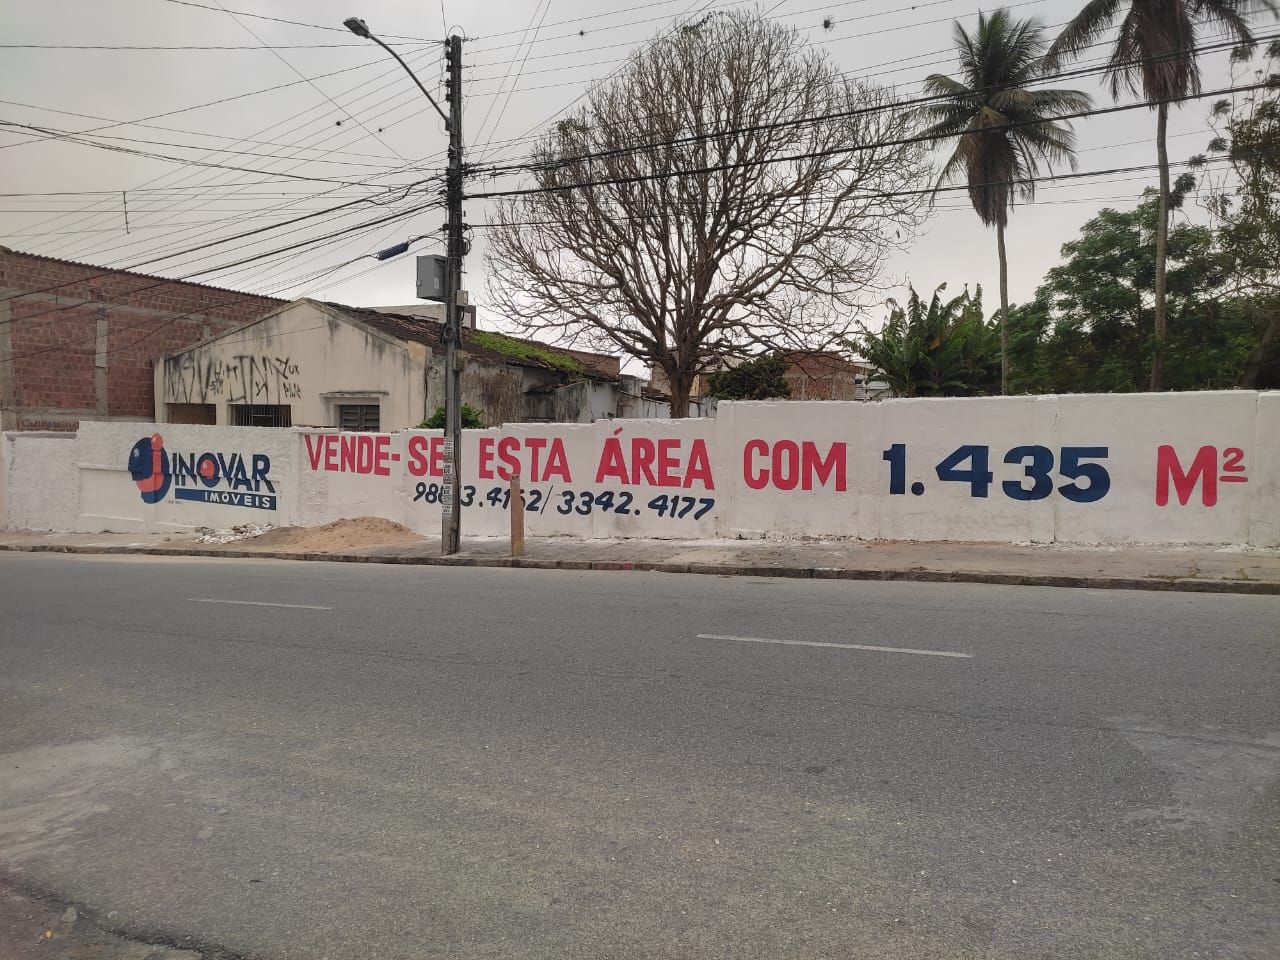 INOVAR
IMÓVEIS
VENDE-SE ESTA ÁREA COM 1.435 M²
3342.4177